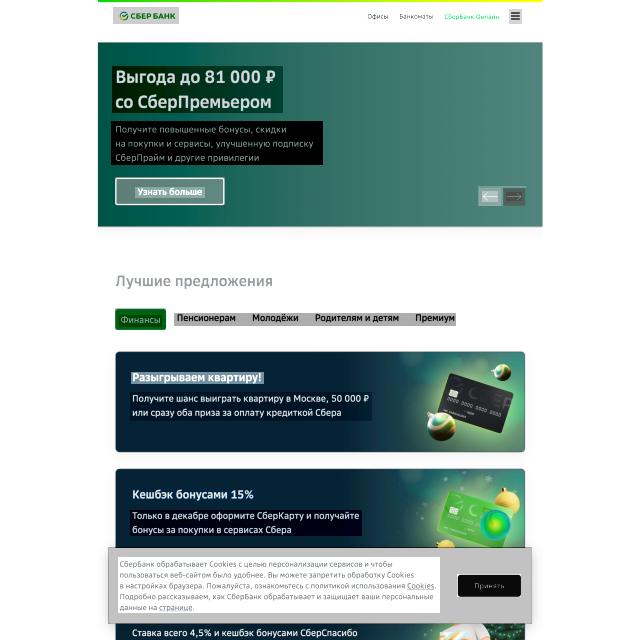 СБЕР БАНК
Офисы Банкоматы СберБанк Онлайн
Выгода до 81 000 ₽
со СберПремьером
Получите повышенные бонусы, скидки
на покупки и сервисы, улучшенную подписку
СберПрайм и другие привилегии
Узнать больше
Лучшие предложения
Финансы Пенсионерам Молодёжи Родителям и детям Премиум
Разыгрываем квартиру!
Получите шанс выиграть квартиру в Москве, 50 000 ₽
или сразу оба приза за оплату кредиткой Сбера
Кешбэк бонусами 15%
Только в декабре оформите СберКарту и получайте
бонусы за покупки в сервисах Сбера
СберБанк обрабатывает Cookies с целью персонализации сервисов и чтобы
пользоваться веб-сайтом было удобнее. Вы можете запретить обработку Cookies
в настройках браузера. Пожалуйста, ознакомьтесь с политикой использования Cookies.
Подробно рассказываем, как СберБанк обрабатывает и защищает ваши персональные
данные на странице.
Принять
Ставка всего 4,5% и кешбэк бонусами СберСпасибо